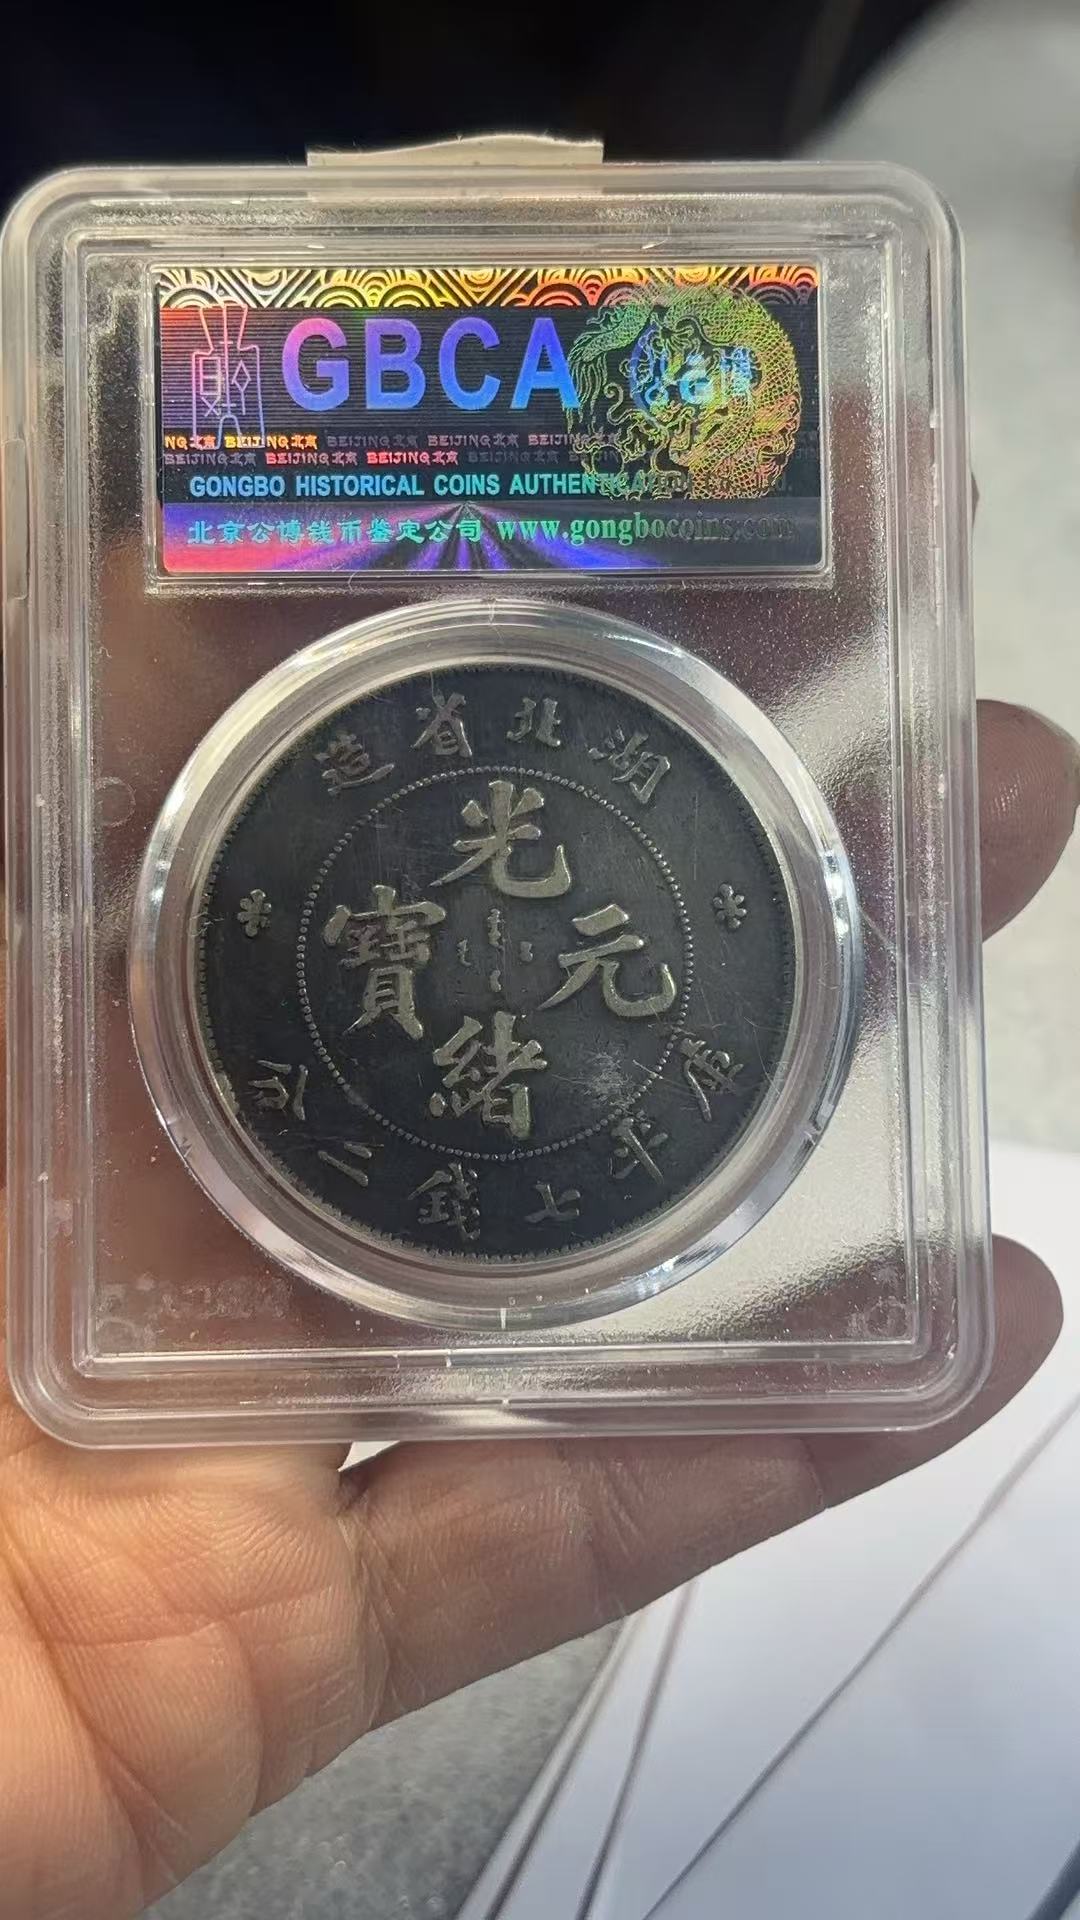 GBCA
NG北京 BEIJING北京 BEIJING北京 BEIJING北京 BEIJING
BEIJING北京 BEIJING北京 BEIJING北京 BEIJING北京
GONGBO HISTORICAL COINS AUTHENTICATION Co., Ltd.
北京公博钱币鉴定公司 www.gongbocoins.com
湖北省造
光緒元寶
庫平七錢二分